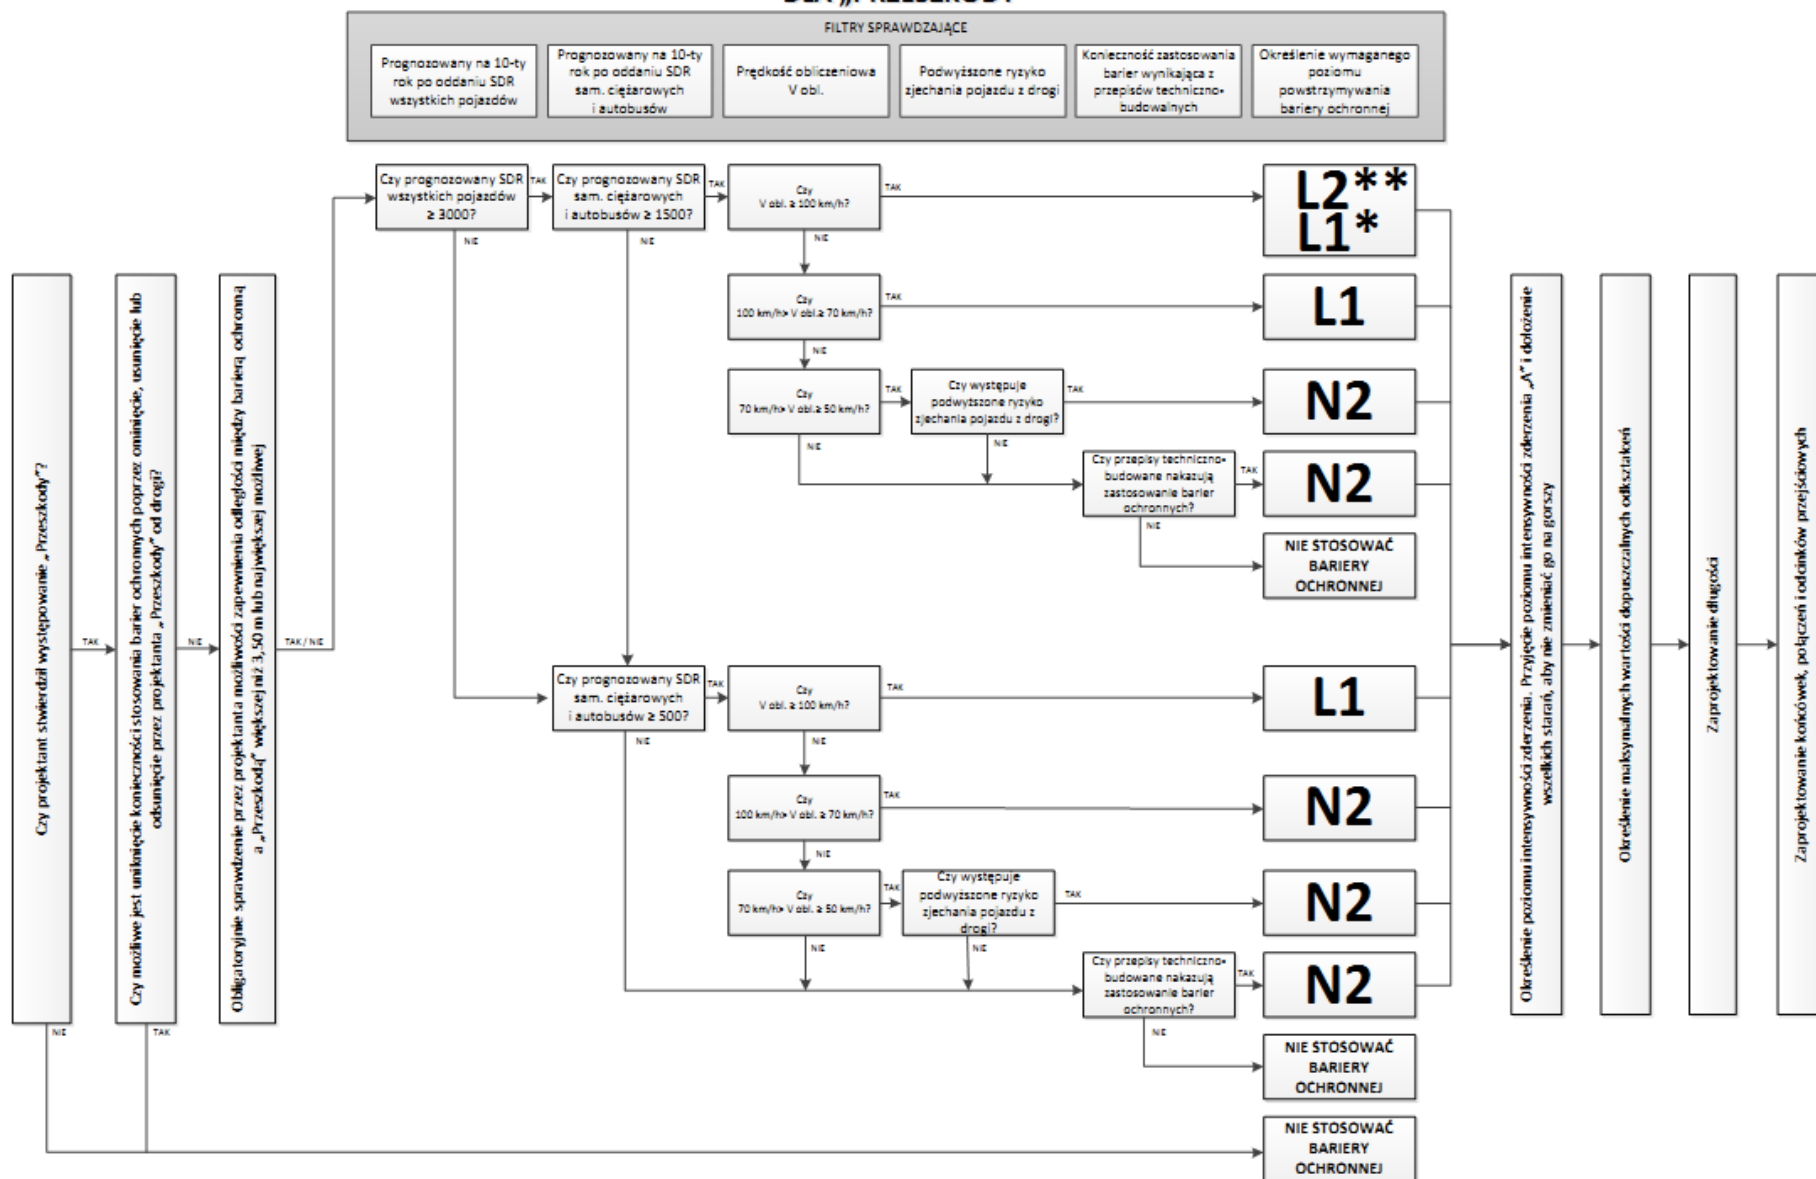 FILTRY SPRAWDZAJĄCE
Prognozowany na 10-ty
rok po oddaniu SDR
wszystkich pojazdów
Prognozowany na 10-ty
rok po oddaniu SDR
sam. ciężarowych
i autobusów
Prędkość obliczeniowa
V obl.
Podwyższone ryzyko
zjechania pojazdu z drogi
Konieczność zastosowania
barier wynikająca z
przepisów techniczno-
budowalnych
Określenie wymaganego
poziomu
powstrzymywania
bariery ochronnej
Czy projektant stwierdził występowanie „Przeszkody”?
NIE
TAK
Czy możliwe jest uniknięcie konieczności stosowania barier ochronnych poprzez ominięcie, usunięcie lub
odsunięcie przez projektanta „Przeszkody” od drogi?
TAK
NIE
Obligatoryjnie sprawdzenie przez projektanta możliwości zapewnienia odległości między barierą ochronną
a „Przeszkodą” większej niż 3,50 m lub największej możliwej
TAK / NIE
Czy prognozowany SDR
wszystkich pojazdów
≥ 3000?
TAK
NIE
Czy prognozowany SDR
sam. ciężarowych
i autobusów ≥ 1500?
TAK
NIE
Czy
V obl. ≥ 100 km/h?
TAK
NIE
L2**
L1*
Czy
100 km/h> V obl.≥ 70 km/h?
TAK
NIE
L1
Czy
70 km/h> V obl.≥ 50 km/h?
TAK
NIE
Czy występuje
podwyższone ryzyko
zjechania pojazdu z drogi?
TAK
NIE
N2
Czy przepisy techniczno-
budowane nakazują
zastosowanie barier
ochronnych?
TAK
NIE
N2
NIE STOSOWAĆ
BARIERY
OCHRONNEJ
Czy prognozowany SDR
sam. ciężarowych
i autobusów ≥ 500?
TAK
NIE
Czy
V obl. ≥ 100 km/h?
TAK
NIE
L1
Czy
100 km/h> V obl. ≥ 70 km/h?
TAK
NIE
N2
Czy
70 km/h> V obl. ≥ 50 km/h?
TAK
NIE
Czy występuje
podwyższone ryzyko
zjechania pojazdu z
drogi?
TAK
NIE
N2
Czy przepisy techniczno-
budowane nakazują
zastosowanie barier
ochronnych?
TAK
NIE
N2
NIE STOSOWAĆ
BARIERY
OCHRONNEJ
NIE STOSOWAĆ
BARIERY
OCHRONNEJ
Określenie poziomu intensywności zderzenia. Przyjęcie poziomu intensywności zderzenia „A” i dołożenie
wszelkich starań, aby nie zmieniać go na gorszy
Określenie maksymalnych wartości dopuszczalnych odkształceń
Zaprojektowanie długości
Zaprojektowanie końcówek, połączeń i odcinków przejściowych